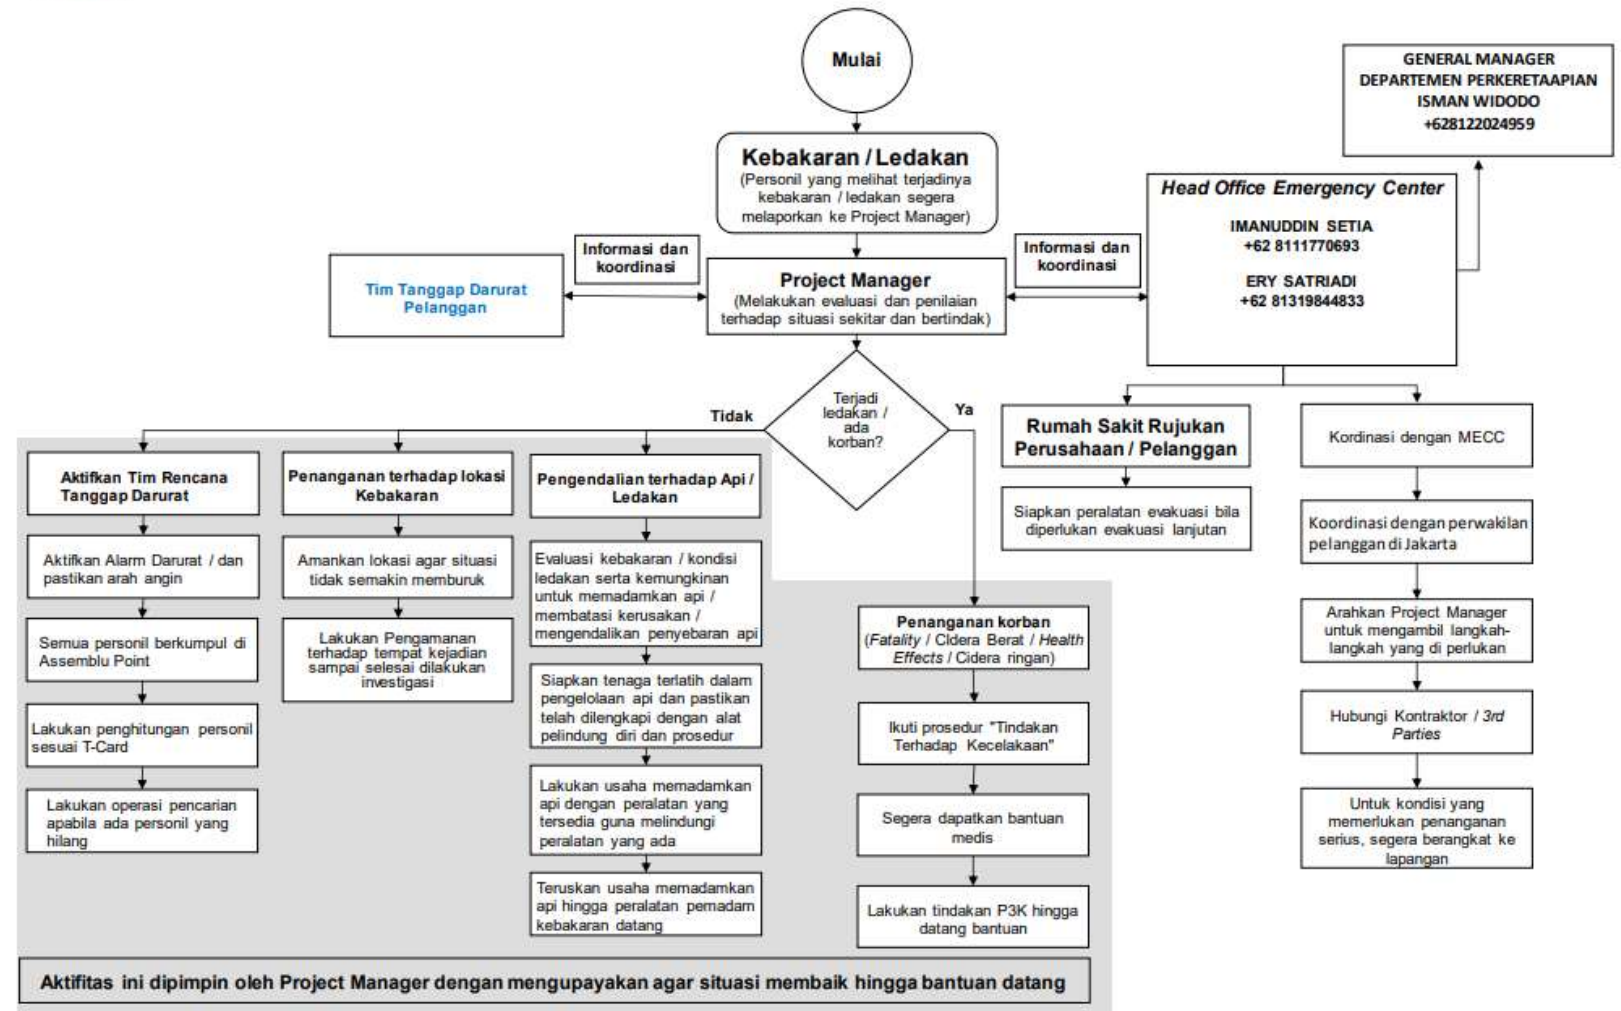 Mulai
GENERAL MANAGER
DEPARTEMEN PERKERETAAPIAN
ISMAN WIDODO
+628122024959
Kebakaran / Ledakan
(Personil yang melihat terjadinya
kebakaran / ledakan segera
melaporkan ke Project Manager)
Head Office Emergency Center
IMANUDDIN SETIA
+62 8111770693
ERY SATRIADI
+62 81319844833
Informasi dan
koordinasi
Informasi dan
koordinasi
Tim Tanggap Darurat
Pelanggan
Project Manager
(Melakukan evaluasi dan penilaian
terhadap situasi sekitar dan bertindak)
Terjadi
ledakan /
ada
korban?
Tidak
Ya
Aktifkan Tim Rencana
Tanggap Darurat
Aktifkan Alarm Darurat / dan
pastikan arah angin
Semua personil berkumpul di
Assemblu Point
Lakukan penghitungan personil
sesuai T-Card
Lakukan operasi pencarian
apabila ada personil yang
hilang
Penanganan terhadap lokasi
Kebakaran
Amankan lokasi agar situasi
tidak semakin memburuk
Lakukan Pengamanan
terhadap tempat kejadian
sampai selesai dilakukan
investigasi
Pengendalian terhadap Api /
Ledakan
Evaluasi kebakaran / kondisi
ledakan serta kemungkinan
untuk memadamkan api /
membatasi kerusakan /
mengendalikan penyebaran api
Siapkan tenaga terlatih dalam
pengelolaan api dan pastikan
telah dilengkapi dengan alat
pelindung diri dan prosedur
Lakukan usaha memadamkan
api dengan peralatan yang
tersedia guna melindungi
peralatan yang ada
Teruskan usaha memadamkan
api hingga peralatan pemadam
kebakaran datang
Penanganan korban
(Fatality / CIdera Berat / Health
Effects / Cidera ringan)
Ikuti prosedur "Tindakan
Terhadap Kecelakaan"
Segera dapatkan bantuan
medis
Lakukan tindakan P3K hingga
datang bantuan
Rumah Sakit Rujukan
Perusahaan / Pelanggan
Siapkan peralatan evakuasi bila
diperlukan evakuasi lanjutan
Kordinasi dengan MECC
Koordinasi dengan perwakilan
pelanggan di Jakarta
Arahkan Project Manager
untuk mengambil langkah-
langkah yang di perlukan
Hubungi Kontraktor / 3rd
Parties
Untuk kondisi yang
memerlukan penanganan
serius, segera berangkat ke
lapangan
Aktifitas ini dipimpin oleh Project Manager dengan mengupayakan agar situasi membaik hingga bantuan datang